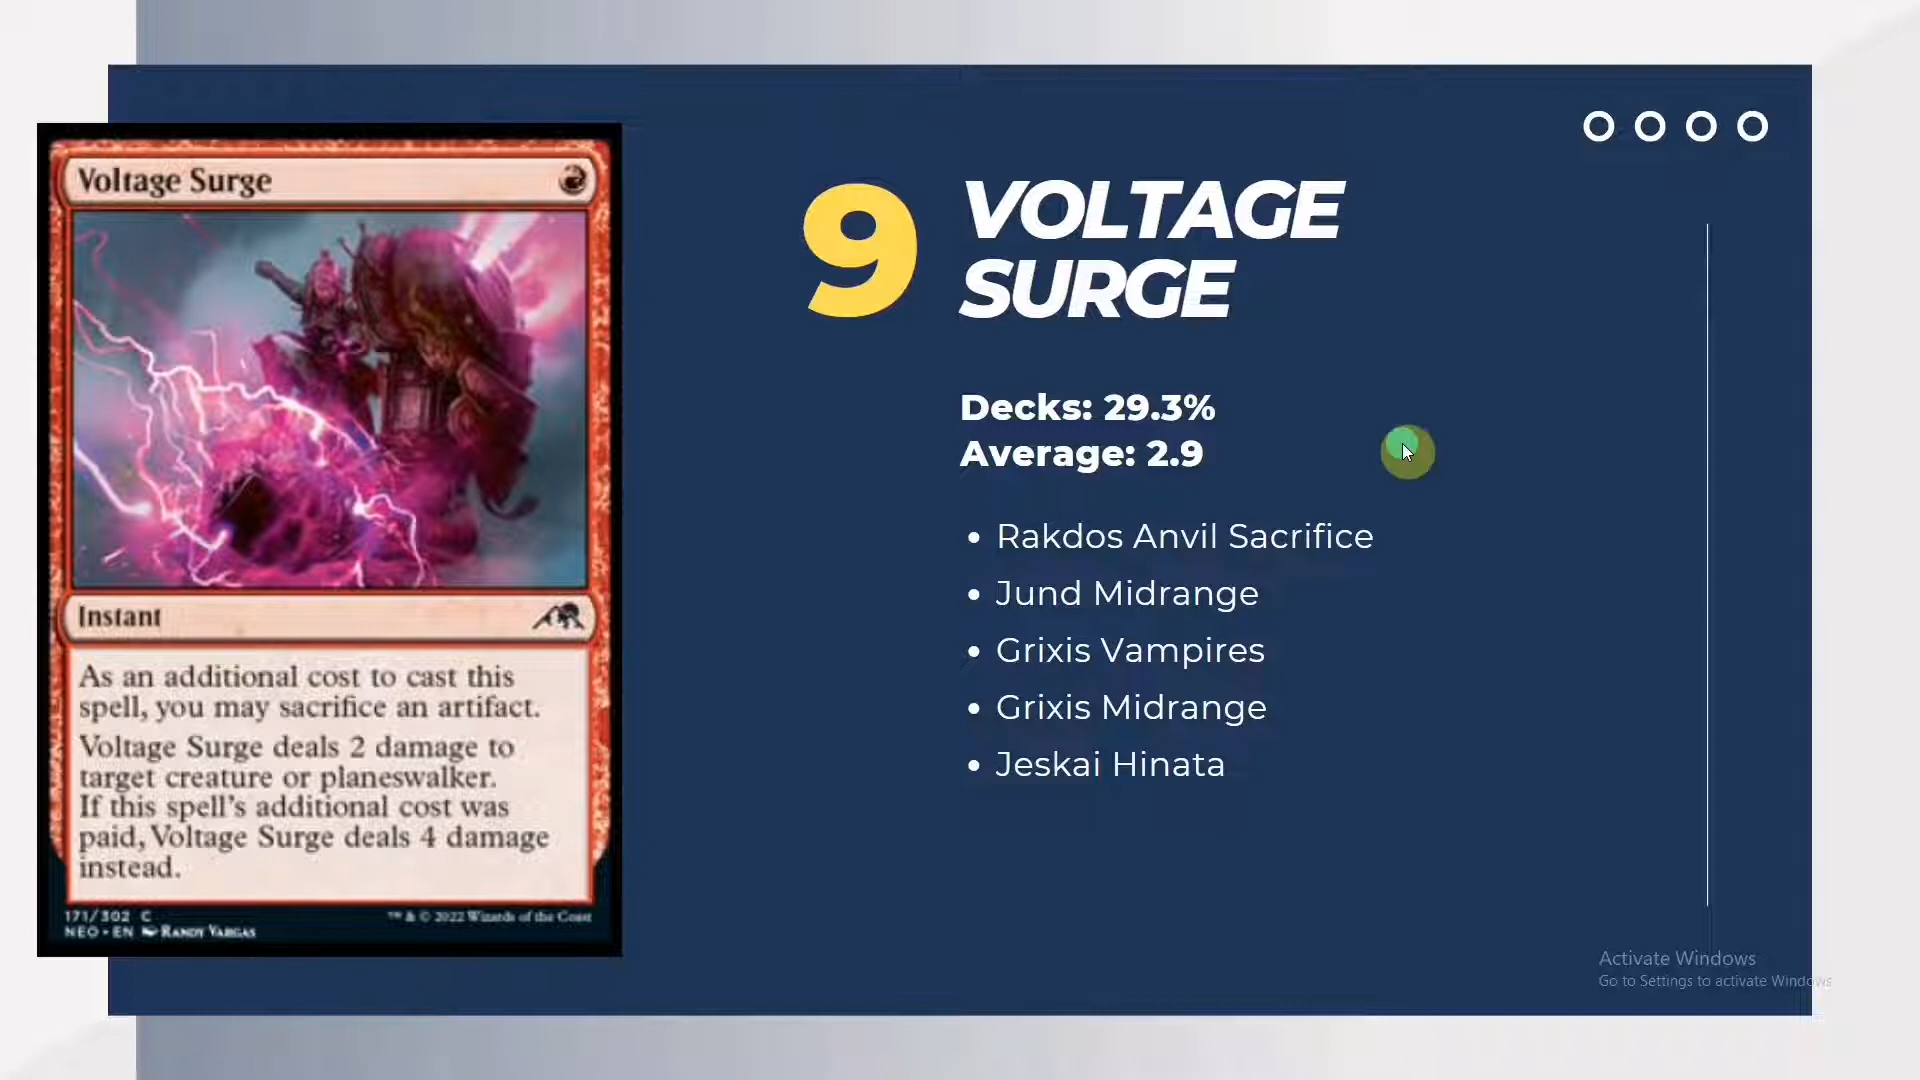 Voltage Surge
Instant
As an additional cost to cast this
spell, you may sacrifice an artifact.
Voltage Surge deals 2 damage to
target creature or planeswalker.
If this spell's additional cost was
paid, Voltage Surge deals 4 damage
instead.
171/302 C
NEO • EN RANDY VARGAS
™ & © 2022 Wizards of the Coast
9
VOLTAGE
SURGE
Decks: 29.3%
Average: 2.9
• Rakdos Anvil Sacrifice
• Jund Midrange
• Grixis Vampires
• Grixis Midrange
• Jeskai Hinata
Activate Windows
Go to Settings to activate Windows